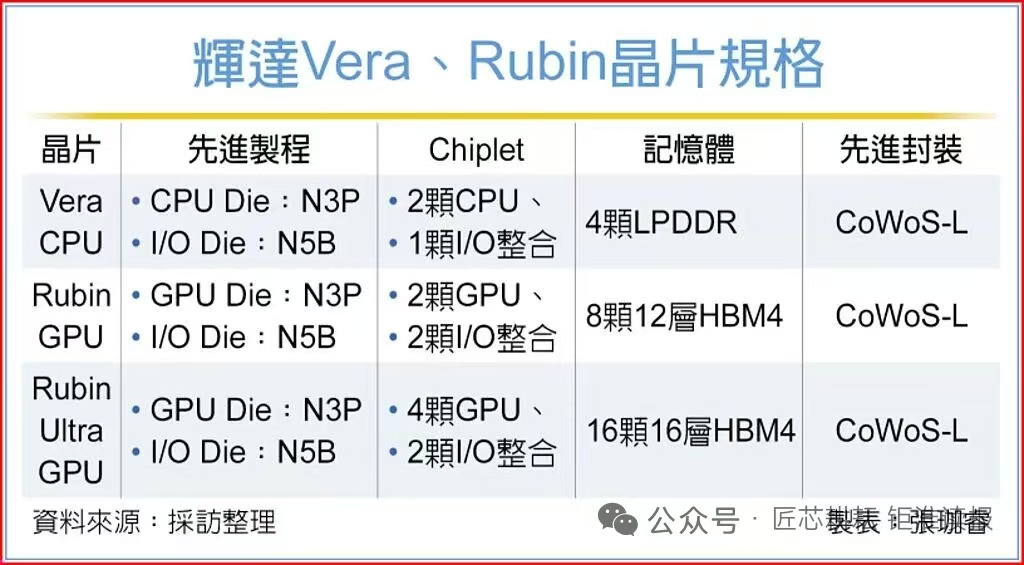 輝達Vera、Rubin晶片規格
晶片 先進製程 Chiplet 記憶體 先進封裝
Vera CPU • CPU Die：N3P • 2顆CPU、 4顆LPDDR CoWoS-L
• I/O Die：N5B • 1顆I/O整合
Rubin GPU • GPU Die：N3P • 2顆GPU、 8顆12層HBM4 CoWoS-L
• I/O Die：N5B • 2顆I/O整合
Rubin Ultra GPU • GPU Die：N3P • 4顆GPU、 16顆16層HBM4 CoWoS-L
• I/O Die：N5B • 2顆I/O整合
資料來源：採訪整理
製表：張珈睿
公众号 · 匠芯